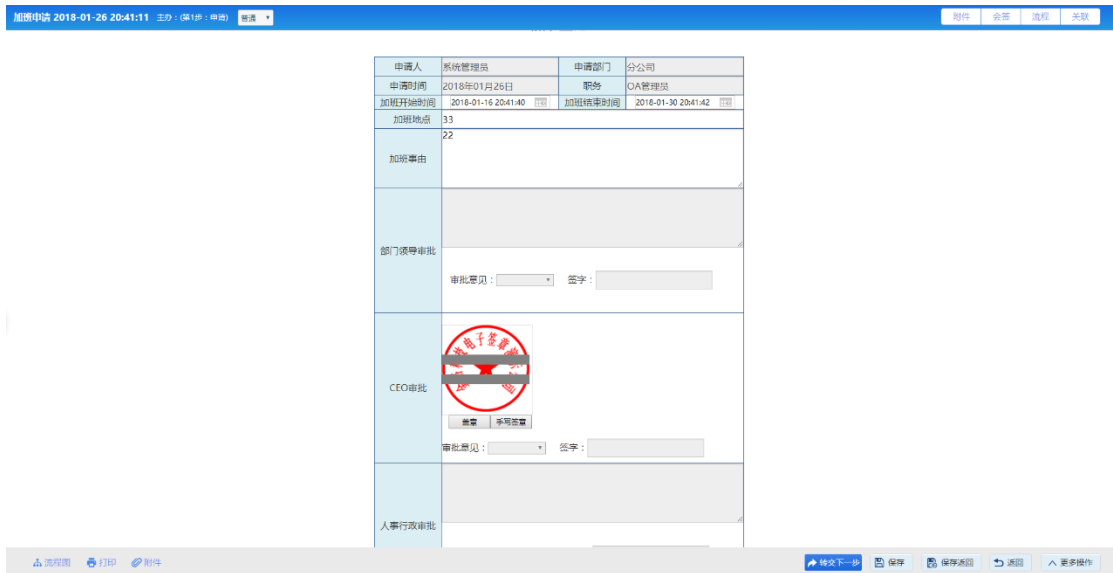 加班申请 2018-01-26 20:41:11 主办：(第1步：申请) 普通
附件 会签 流程 关联
申请人 系统管理员 申请部门 分公司
申请时间 2018年01月26日 职务 OA管理员
加班开始时间 2018-01-16 20:41:40 加班结束时间 2018-01-30 20:41:42
加班地点 33
加班事由 22
部门领导审批
审批意见： 签字：
CEO审批
电子签章
盖章 手写签章
审批意见： 签字：
人事行政审批
流程图 打印 附件 转交下一步 保存 保存返回 返回 更多操作